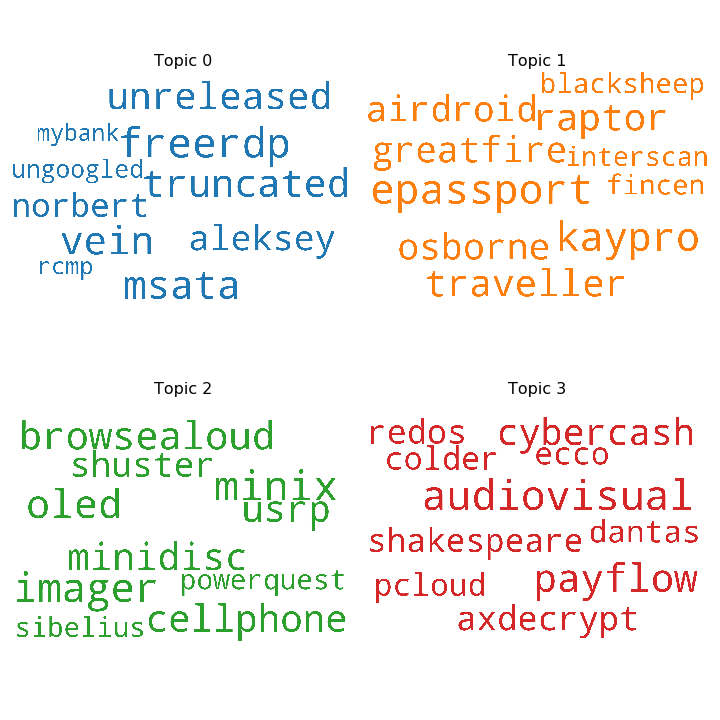 Topic 0
unreleased
mybank freerdp
ungoogled truncated
norbert
vein aleksey
rcmp
msata
Topic 1
blacksheep
airdroid raptor
greatfire interscan
epassport fincen
osborne kaypro
traveller
Topic 2
browsealoud
shuster
minix
oled usrp
minidisc
imager powerquest
sibelius cellphone
Topic 3
redos cybercash
colder ecco
audiovisual
shakespeare dantas
pcloud payflow
axdecrypt